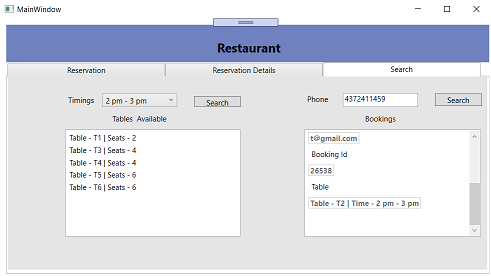 MainWindow
Restaurant
Reservation
Reservation Details
Search
Timings
2 pm - 3 pm
Search
Phone
4372411459
Search
Tables Available
Bookings
Table - T1 | Seats - 2
Table - T3 | Seats - 4
Table - T4 | Seats - 4
Table - T5 | Seats - 6
Table - T6 | Seats - 6
t@gmail.com
Booking Id
26538
Table
Table - T2 | Time - 2 pm - 3 pm